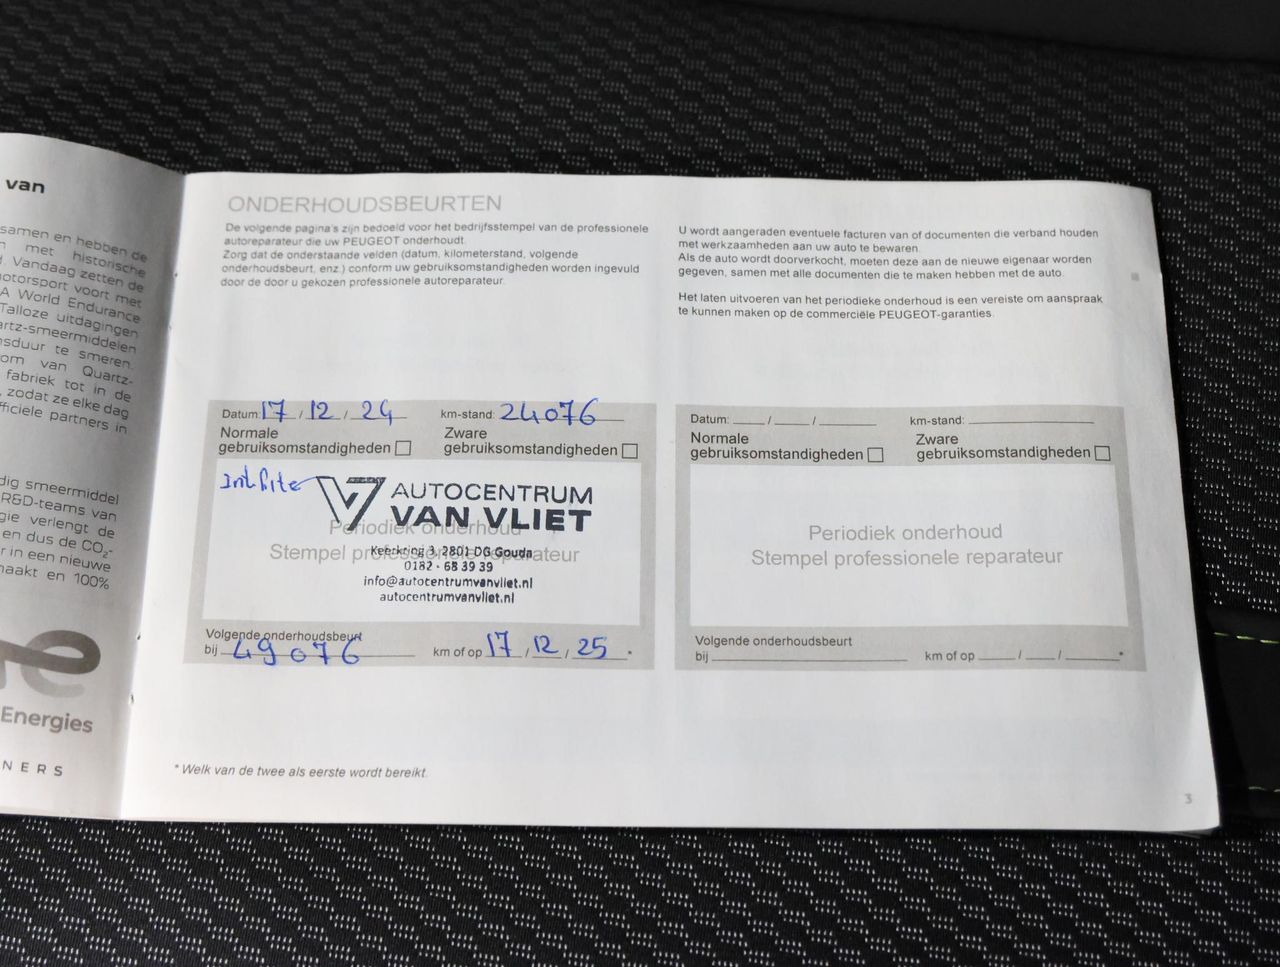 van
samen en hebben de
met historische
Vandaag zetten de
motorsport voort met
A World Endurance
Talloze uitdagingen
artz-smeermiddelen
nsduur te smeren.
om van Quartz-
fabriek tot in de
, zodat ze elke dag
fficiële partners in
dig smeermiddel
R&D-teams van
gie verlengt de
en dus de CO₂-
r in een nieuwe
maakt en 100%
Energies
NERS
ONDERHOUDSBEURTEN
De volgende pagina's zijn bedoeld voor het bedrijfsstempel van de professionele
autoreparateur die uw PEUGEOT onderhoudt.
Zorg dat de onderstaande velden (datum, kilometerstand, volgende
onderhoudsbeurt, enz.) conform uw gebruiksomstandigheden worden ingevuld
door de door u gekozen professionele autoreparateur.
U wordt aangeraden eventuele facturen van of documenten die verband houden
met werkzaamheden aan uw auto te bewaren.
Als de auto wordt doorverkocht, moeten deze aan de nieuwe eigenaar worden
gegeven, samen met alle documenten die te maken hebben met de auto.
Het laten uitvoeren van het periodieke onderhoud is een vereiste om aanspraak
te kunnen maken op de commerciële PEUGEOT-garanties.
Datum: 17 / 12 / 24 km-stand: 24076
Normale
gebruiksomstandigheden
Zware
gebruiksomstandigheden
AUTOCENTRUM
VAN VLIET
Periodiek onderhoud
Stempel professionele reparateur
Keerkring 3, 2801 DG Gouda
0182 - 68 39 39
info@autocentrumvanvliet.nl
autocentrumvanvliet.nl
Volgende onderhoudsbeurt
bij 49076 km of op 17 / 12 / 25 *
Datum: / / km-stand:
Normale
gebruiksomstandigheden
Zware
gebruiksomstandigheden
Periodiek onderhoud
Stempel professionele reparateur
Volgende onderhoudsbeurt
bij km of op / / *
* Welk van de twee als eerste wordt bereikt.
3